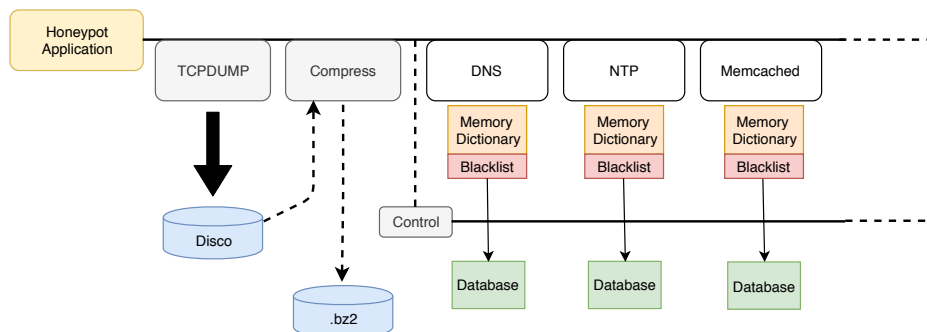 Honeypot
Application
TCPDUMP
Compress
DNS
NTP
Memcached
Memory
Dictionary
Blacklist
Memory
Dictionary
Blacklist
Memory
Dictionary
Blacklist
Disco
Control
Database
Database
Database
.bz2